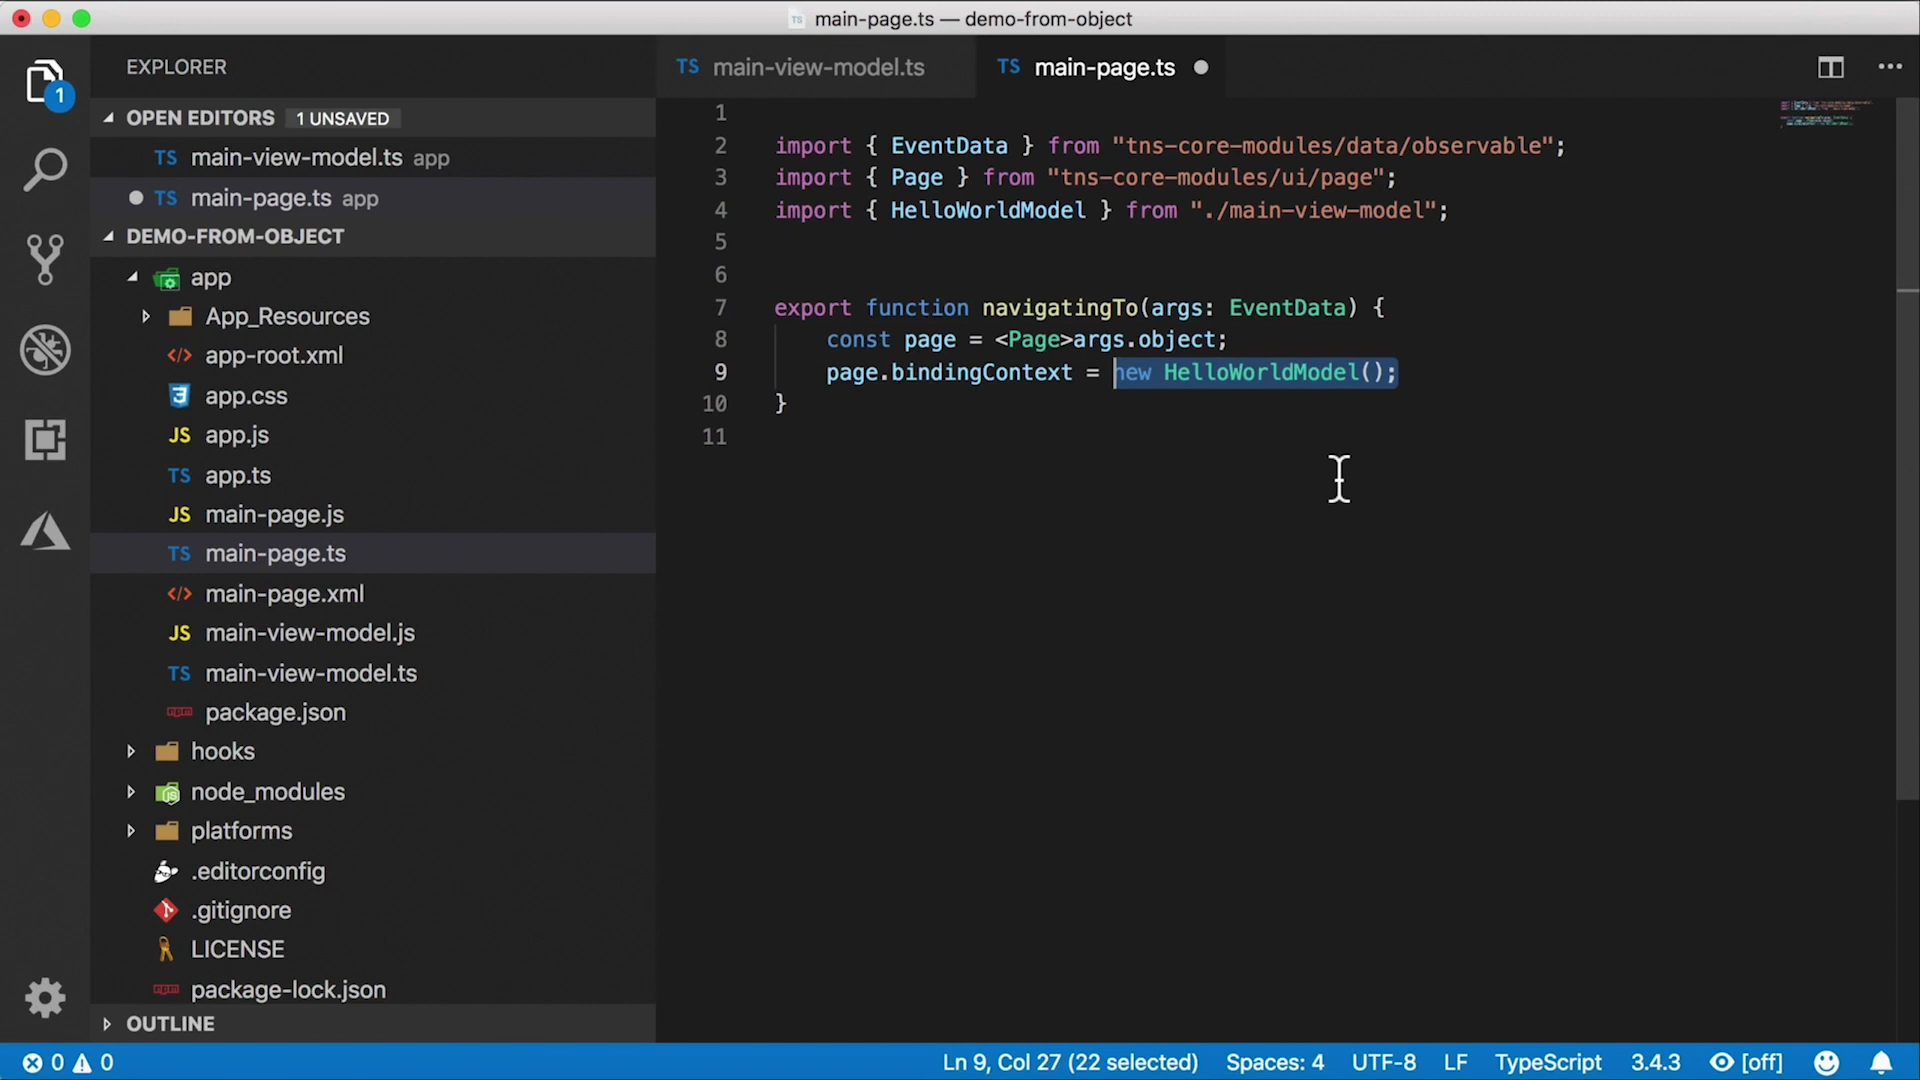 main-page.ts — demo-from-object
EXPLORER
1
OPEN EDITORS 1 UNSAVED
TS main-view-model.ts app
TS main-page.ts app
DEMO-FROM-OBJECT
app
App_Resources
</> app-root.xml
app.css
JS app.js
TS app.ts
JS main-page.js
TS main-page.ts
</> main-page.xml
JS main-view-model.js
TS main-view-model.ts
npm package.json
hooks
JS node_modules
platforms
.editorconfig
.gitignore
LICENSE
npm package-lock.json
OUTLINE
TS main-view-model.ts TS main-page.ts
1
2 import { EventData } from "tns-core-modules/data/observable";
3 import { Page } from "tns-core-modules/ui/page";
4 import { HelloWorldModel } from "./main-view-model";
5
6
7 export function navigatingTo(args: EventData) {
8 const page = <Page>args.object;
9 page.bindingContext = new HelloWorldModel();
10 }
11
0 0 Ln 9, Col 27 (22 selected) Spaces: 4 UTF-8 LF TypeScript 3.4.3 [off]